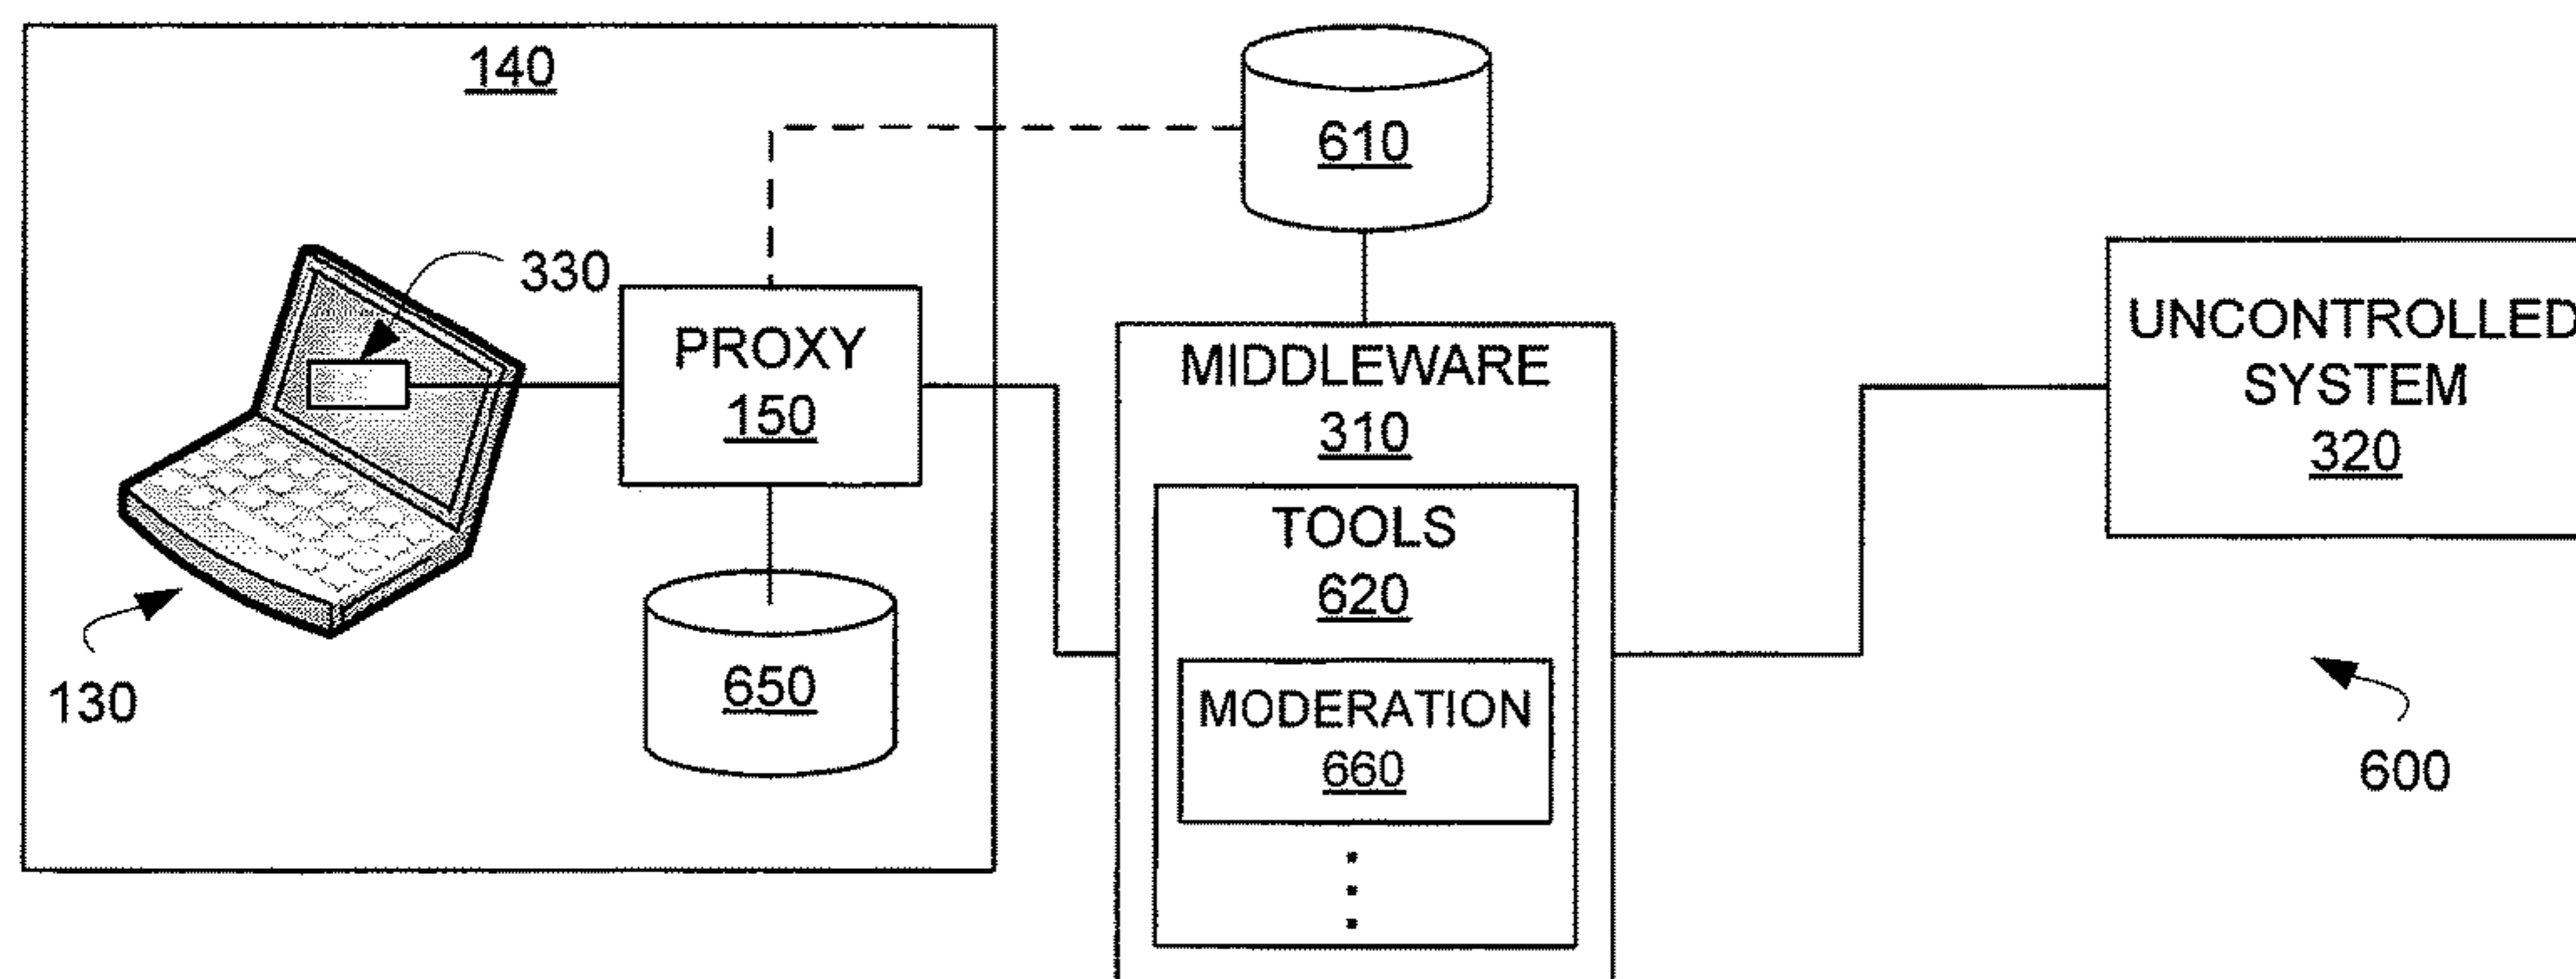 140
610
330
PROXY
150
650
130
MIDDLEWARE
310
TOOLS
620
MODERATION
660
UNCONTROLLED
SYSTEM
320
600